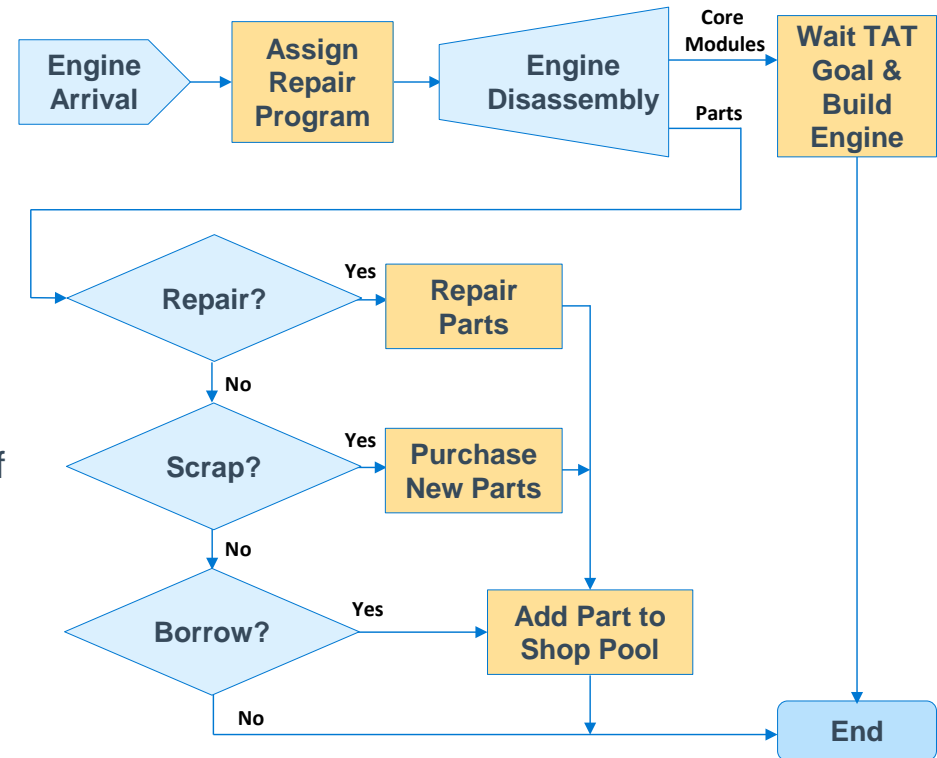 Engine
Arrival
Assign
Repair
Program
Engine
Disassembly
Core
Modules
Parts
Wait TAT
Goal &
Build
Engine
Repair?
Yes
Repair
Parts
No
f
Scrap?
Yes
Purchase
New Parts
No
Borrow?
Yes
Add Part to
Shop Pool
No
End